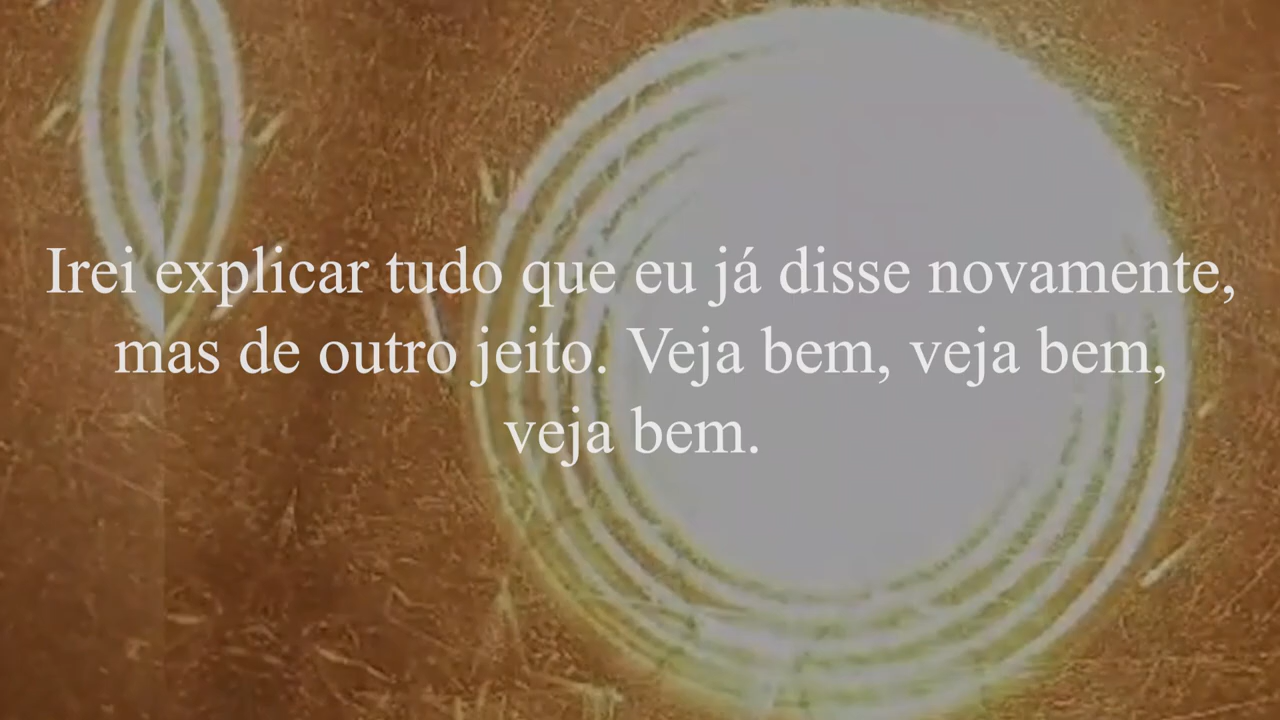 Irei explicar tudo que eu já disse novamente,
mas de outro jeito. Veja bem, veja bem,
veja bem.